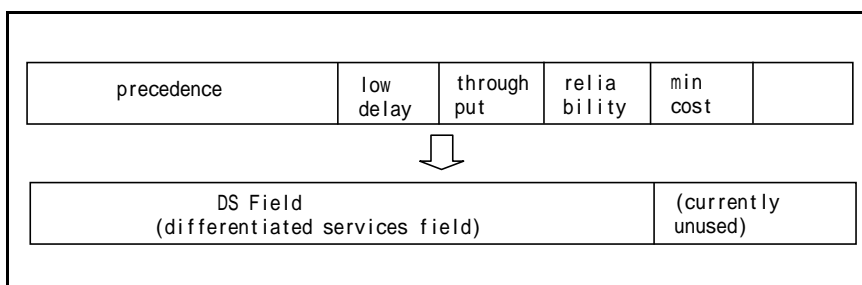 precedence
low
delay
through
put
relia
bility
min
cost
DS Field
(differentiated services field)
(currently
unused)